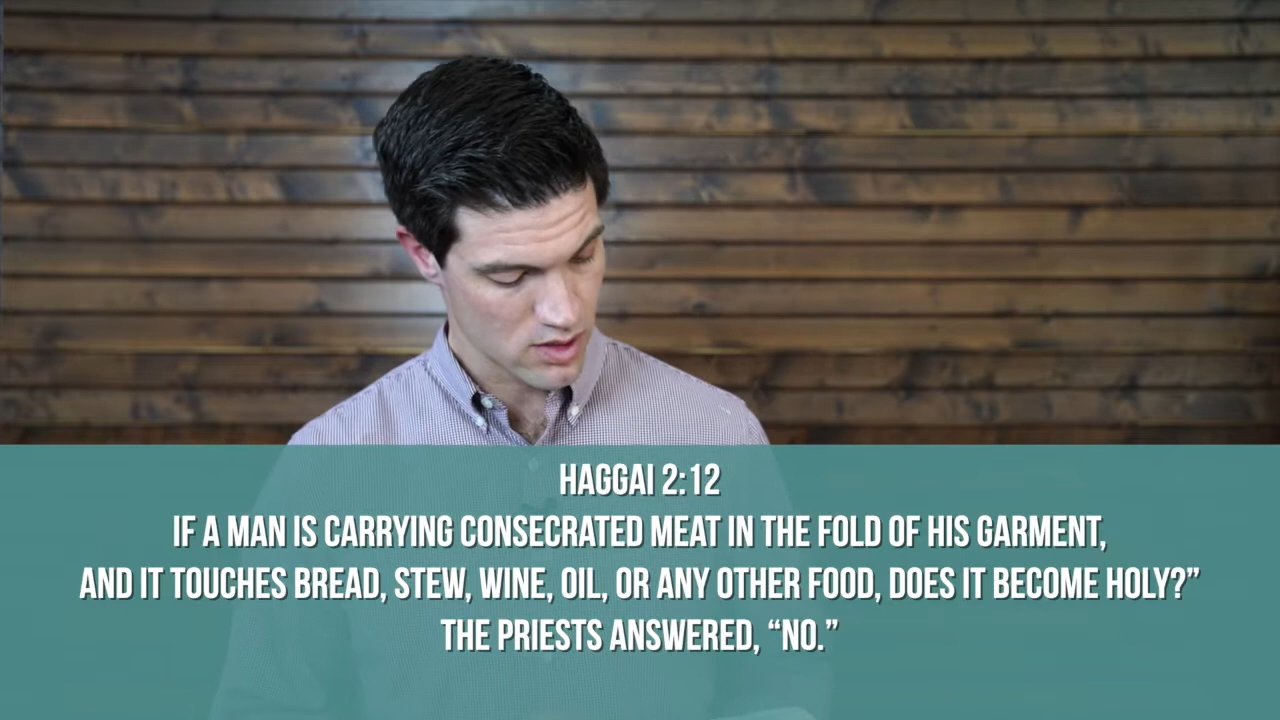 HAGGAI 2:12
IF A MAN IS CARRYING CONSECRATED MEAT IN THE FOLD OF HIS GARMENT,
AND IT TOUCHES BREAD, STEW, WINE, OIL, OR ANY OTHER FOOD, DOES IT BECOME HOLY?”
THE PRIESTS ANSWERED, “NO.”